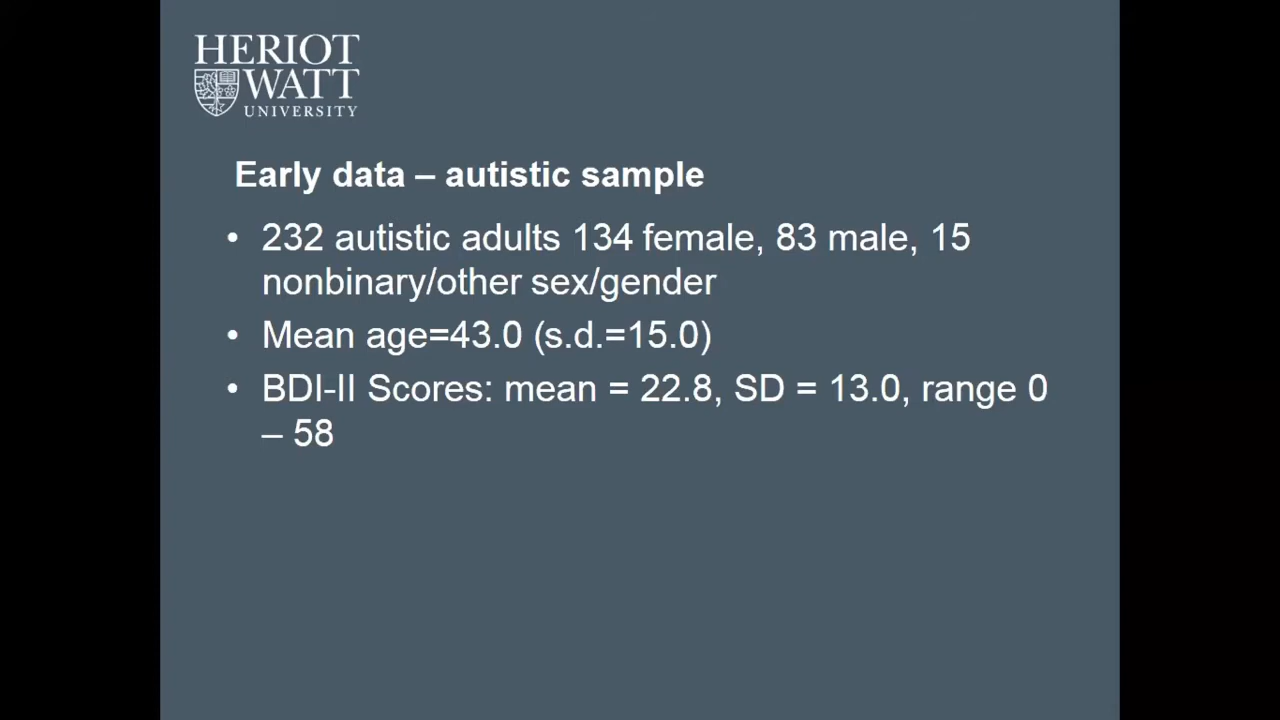 HERIOT
WATT
UNIVERSITY
Early data – autistic sample
• 232 autistic adults 134 female, 83 male, 15
nonbinary/other sex/gender
• Mean age=43.0 (s.d.=15.0)
• BDI-II Scores: mean = 22.8, SD = 13.0, range 0
– 58